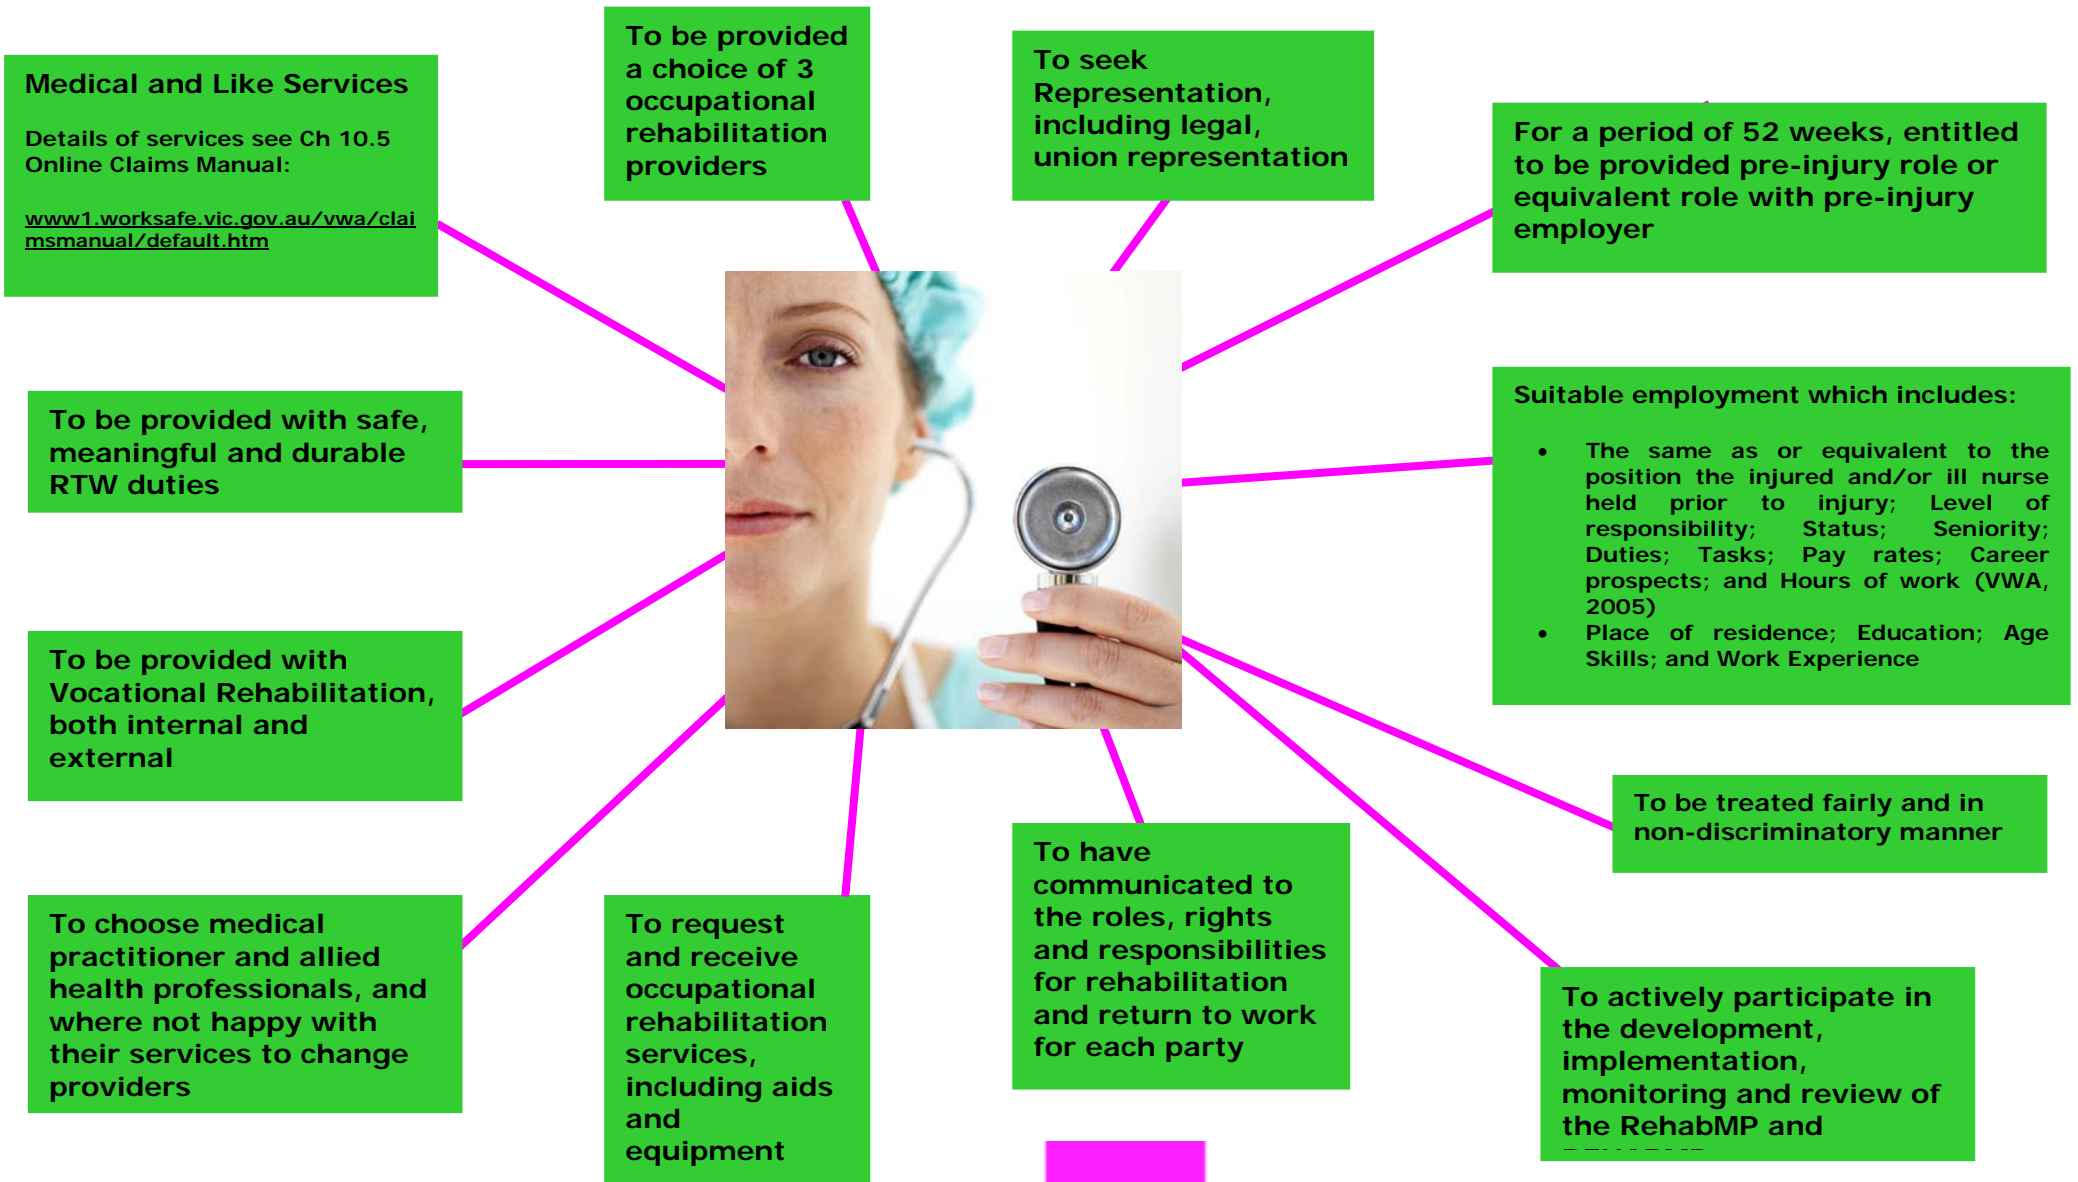 Medical and Like Services
Details of services see Ch 10.5
Online Claims Manual:
www1.worksafe.vic.gov.au/vwa/clai
msmanual/default.htm
To be provided
a choice of 3
occupational
rehabilitation
providers
To seek
Representation,
including legal,
union representation
For a period of 52 weeks, entitled
to be provided pre-injury role or
equivalent role with pre-injury
employer
To be provided with safe,
meaningful and durable
RTW duties
Suitable employment which includes:
• The same as or equivalent to the
position the injured and/or ill nurse
held prior to injury; Level of
responsibility; Status; Seniority;
Duties; Tasks; Pay rates; Career
prospects; and Hours of work (VWA,
2005)
• Place of residence; Education; Age
Skills; and Work Experience
To be provided with
Vocational Rehabilitation,
both internal and
external
To be treated fairly and in
non-discriminatory manner
To choose medical
practitioner and allied
health professionals, and
where not happy with
their services to change
providers
To request
and receive
occupational
rehabilitation
services,
including aids
and
equipment
To have
communicated to
the roles, rights
and responsibilities
for rehabilitation
and return to work
for each party
To actively participate in
the development,
implementation,
monitoring and review of
the RehabMP and